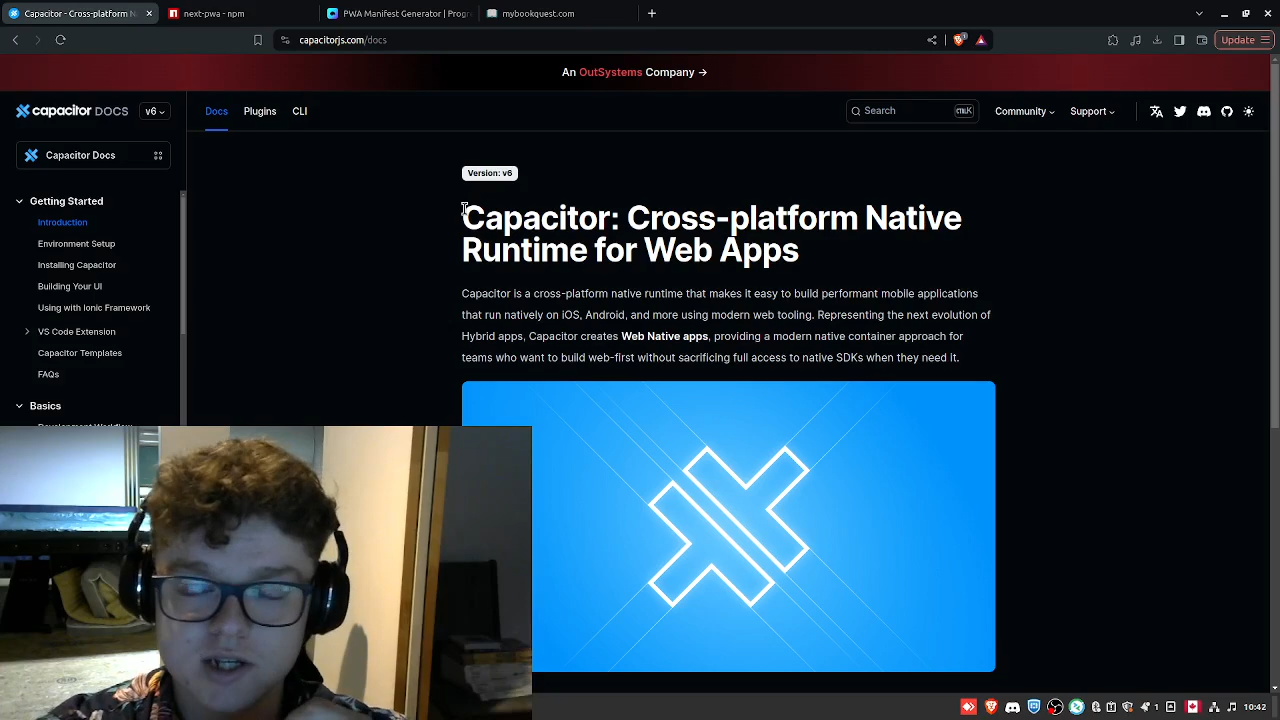 Capacitor - Cross-platform N
next-pwa - npm
PWA Manifest Generator | Progr
mybookquest.com
capacitorjs.com/docs
Update
An OutSystems Company →
capacitor DOCS
v6
Docs
Plugins
CLI
Search
Community
Support
Capacitor Docs
Getting Started
Introduction
Environment Setup
Installing Capacitor
Building Your UI
Using with Ionic Framework
VS Code Extension
Capacitor Templates
FAQs
Basics
Version: v6
Capacitor: Cross-platform Native
Runtime for Web Apps
Capacitor is a cross-platform native runtime that makes it easy to build performant mobile applications
that run natively on iOS, Android, and more using modern web tooling. Representing the next evolution of
Hybrid apps, Capacitor creates Web Native apps, providing a modern native container approach for
teams who want to build web-first without sacrificing full access to native SDKs when they need it.
1
10:42